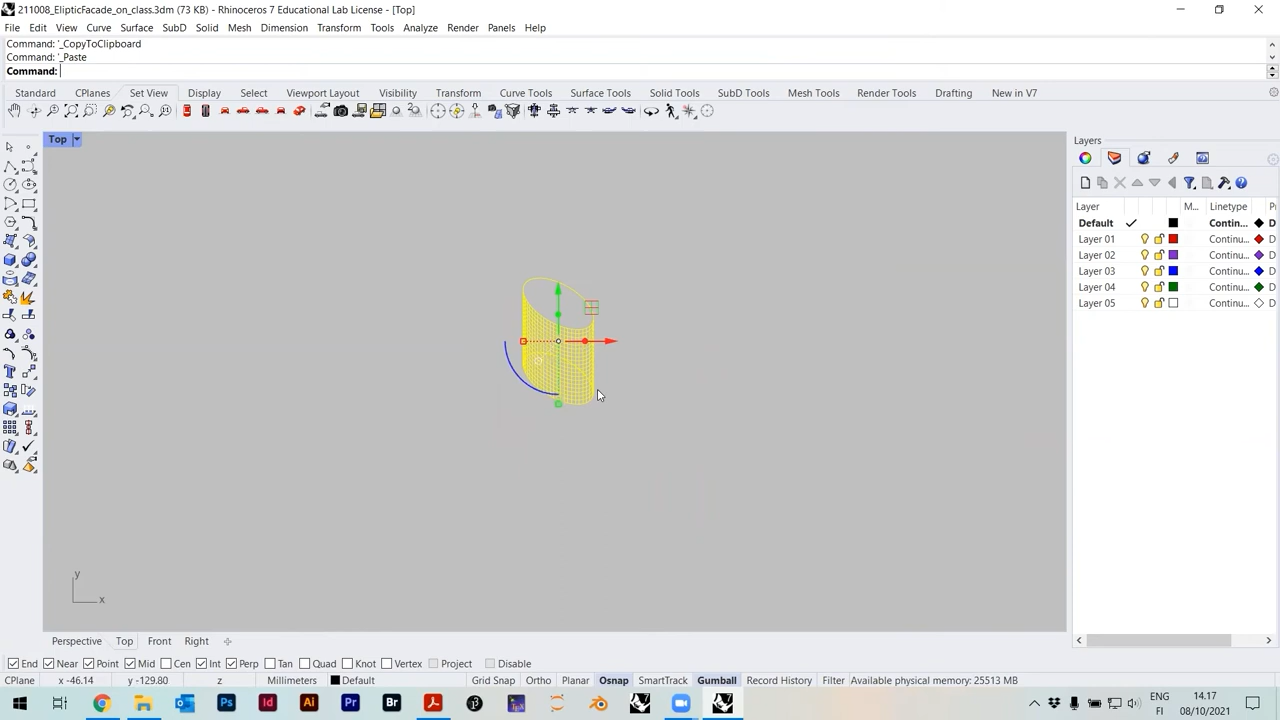 211008_ElipticFacade_on_class.3dm (73 KB) - Rhinoceros 7 Educational Lab License - [Top]
File Edit View Curve Surface SubD Solid Mesh Dimension Transform Tools Analyze Render Panels Help
Command: '_CopyToClipboard
Command: '_Paste
Command:
Standard CPlanes Set View Display Select Viewport Layout Visibility Transform Curve Tools Surface Tools Solid Tools SubD Tools Mesh Tools Render Tools Drafting New in V7
Top
Layers
Layer M... Linetype P
Default Contin... D
Layer 01 Continu... D
Layer 02 Continu... D
Layer 03 Continu... D
Layer 04 Continu... D
Layer 05 Continu... D
y
x
Perspective Top Front Right
End Near Point Mid Cen Int Perp Tan Quad Knot Vertex Project Disable
CPlane x -46.14 y -129.80 z Millimeters Default Grid Snap Ortho Planar Osnap SmartTrack Gumball Record History Filter Available physical memory: 25513 MB
Ps Id Ai Pr Br
ENG 14.17
FI 08/10/2021